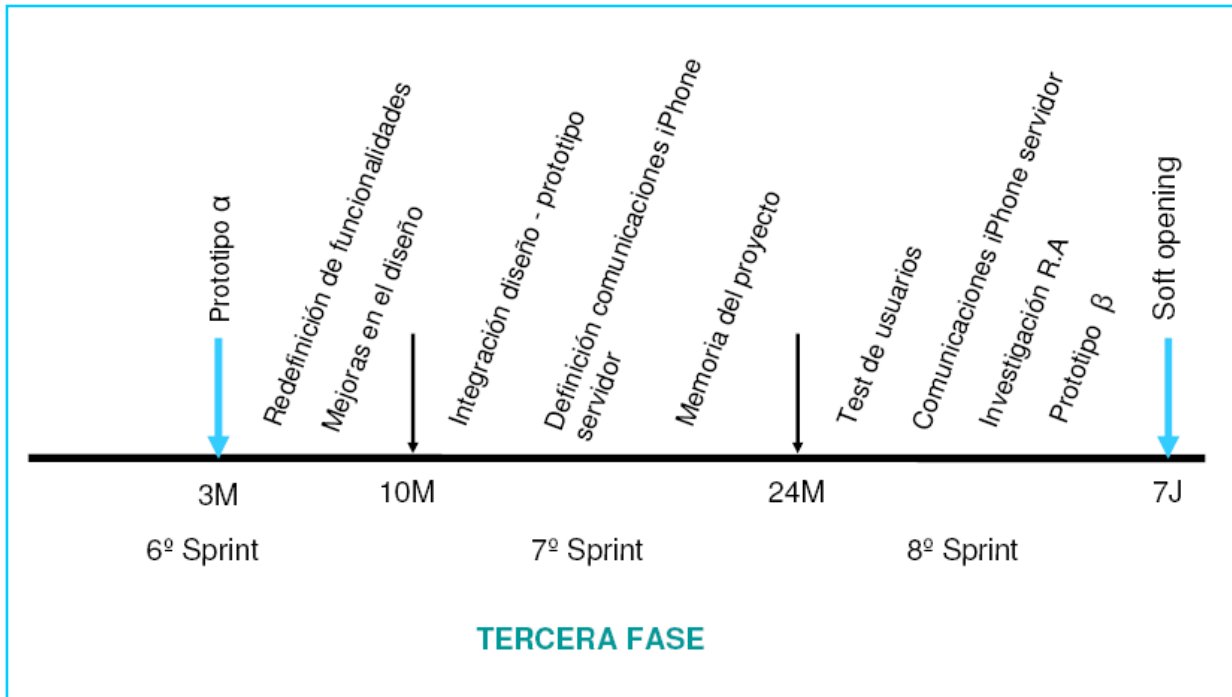 Prototipo α
Redefinición de funcionalidades
Mejoras en el diseño
Integración diseño - prototipo
Definición comunicaciones iPhone
servidor
Memoria del proyecto
Test de usuarios
Comunicaciones iPhone servidor
Investigación R.A
Prototipo β
Soft opening
3M
10M
24M
7J
6º Sprint
7º Sprint
8º Sprint
TERCERA FASE